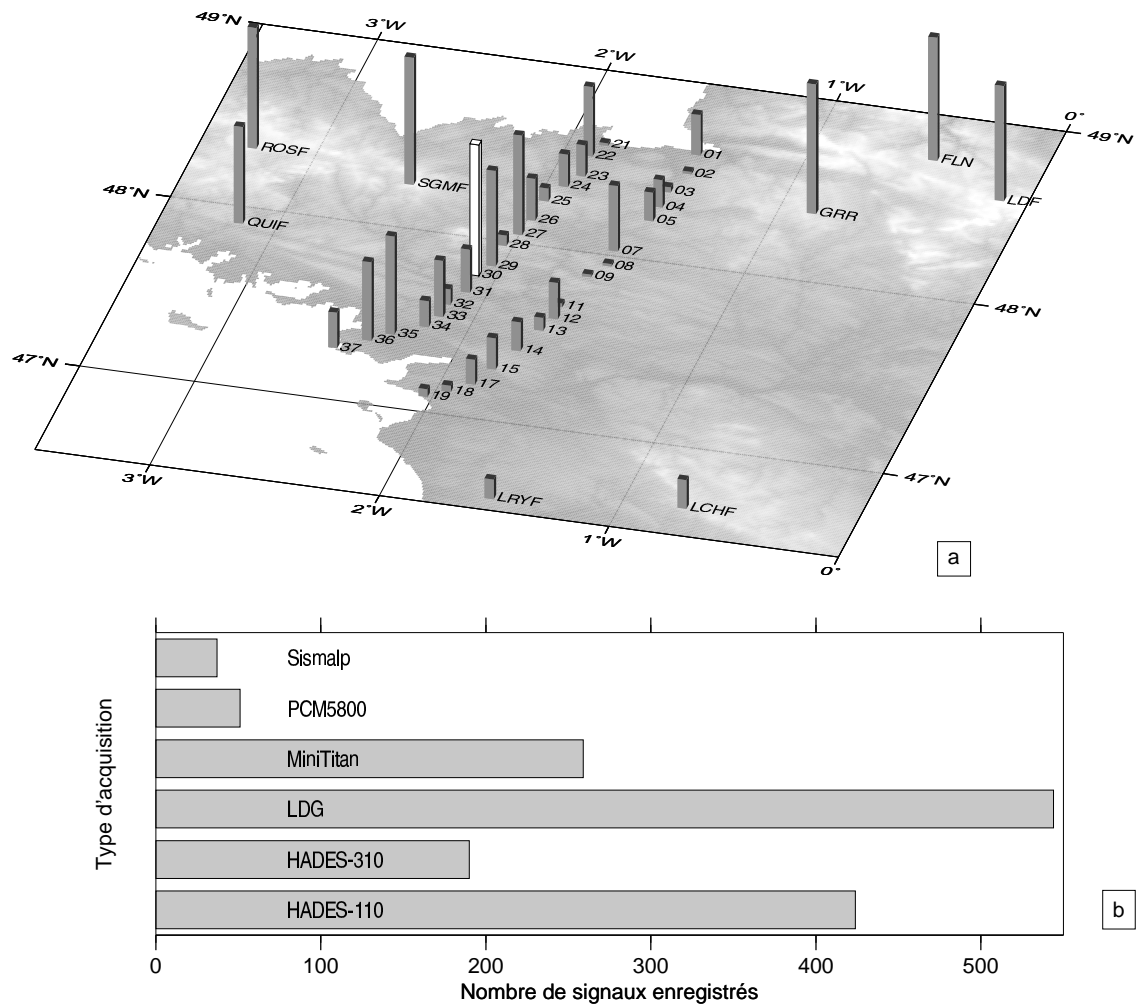 49°N
3°W
2°W
1°W
0°
49°N
ROSF
SGMF
21
22
23
24
25
26
27
28
29
30
31
32
33
34
35
36
37
01
02
03
04
05
07
08
09
11
12
13
14
15
17
18
19
GRR
FLN
LDF
48°N
QUIF
48°N
47°N
47°N
LRYF
LCHF
3°W
2°W
1°W
0°
a
Type d'acquisition
Sismalp
PCM5800
MiniTitan
LDG
HADES-310
HADES-110
b
0 100 200 300 400 500
Nombre de signaux enregistrés